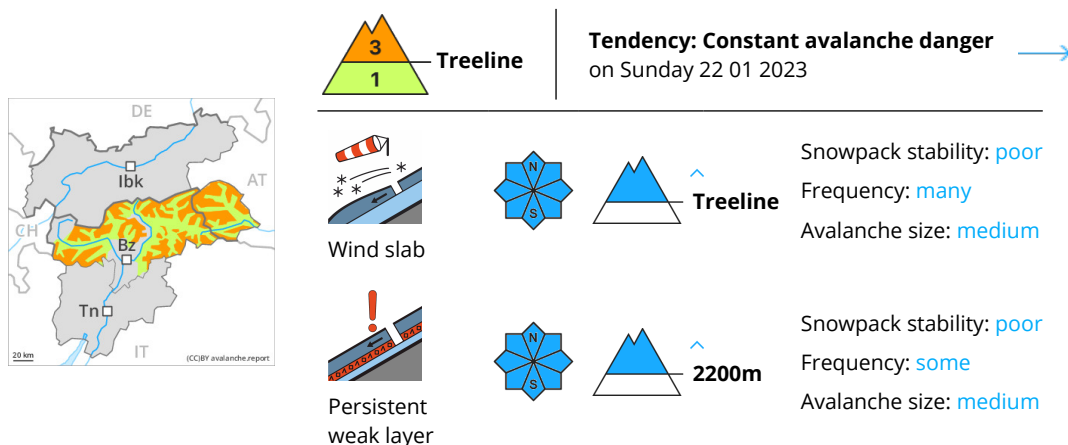 3
1
Treeline
Tendency: Constant avalanche danger
on Sunday 22 01 2023
DE
AT
CH
IT
Ibk
Bz
Tn
20 km
(CC)BY avalanche.report
Wind slab
N
S
Treeline
Snowpack stability: poor
Frequency: many
Avalanche size: medium
Persistent
weak layer
N
S
2200m
Snowpack stability: poor
Frequency: some
Avalanche size: medium